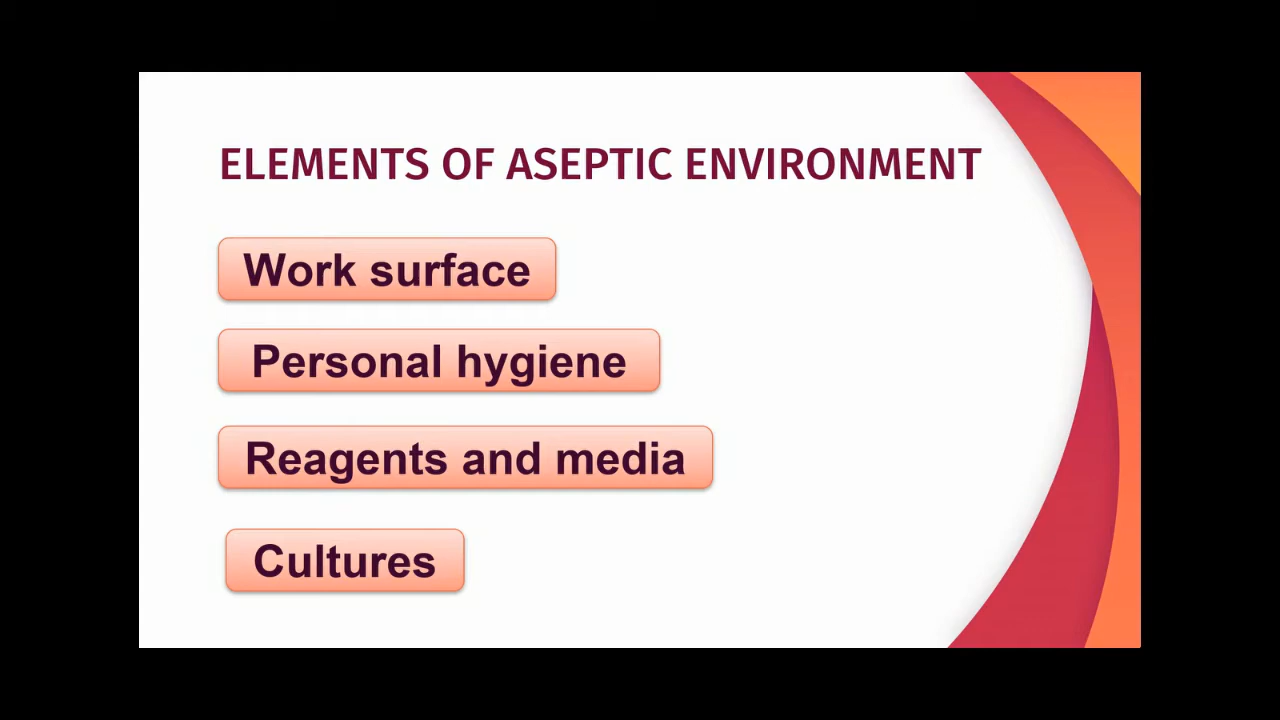 ELEMENTS OF ASEPTIC ENVIRONMENT
Work surface
Personal hygiene
Reagents and media
Cultures